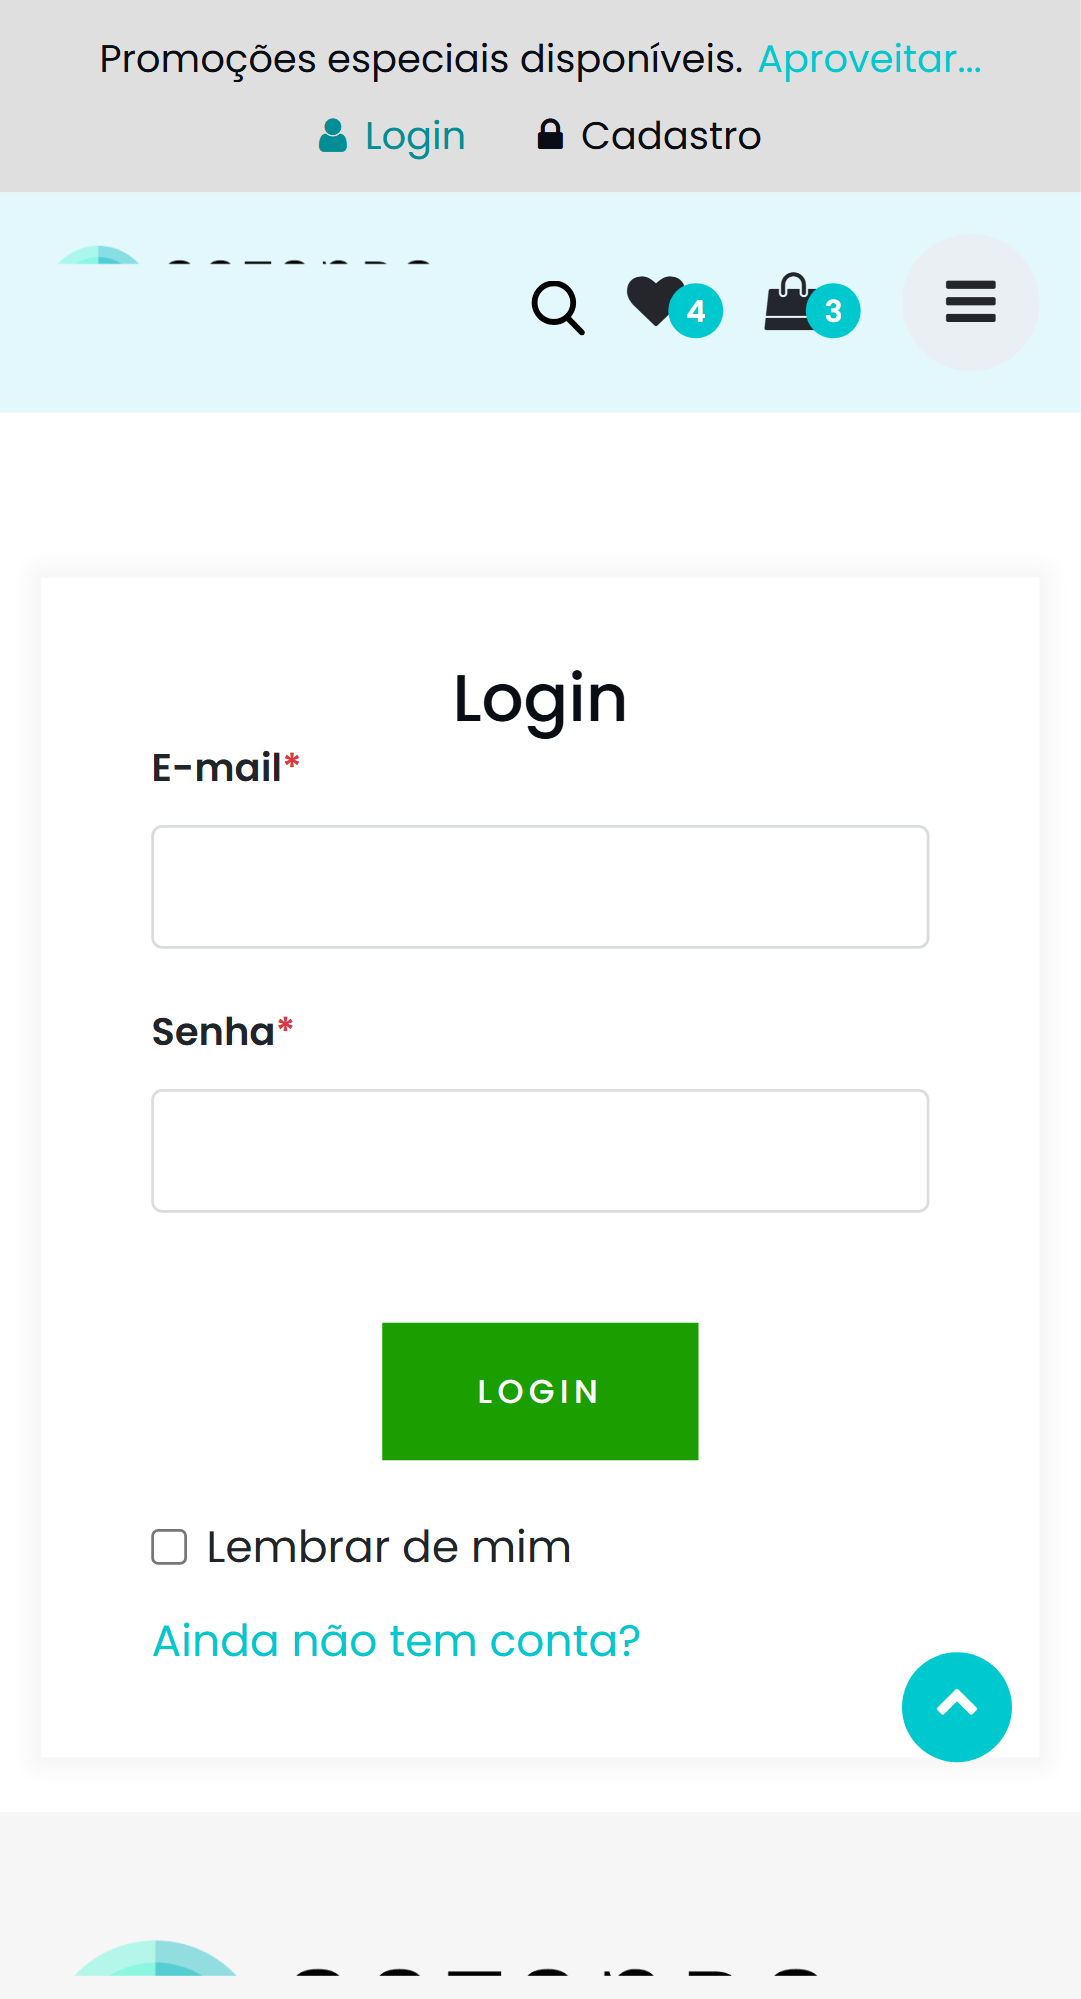 Promoções especiais disponíveis. Aproveitar...
Login Cadastro
4 3
Login
E-mail*
Senha*
LOGIN
Lembrar de mim
Ainda não tem conta?